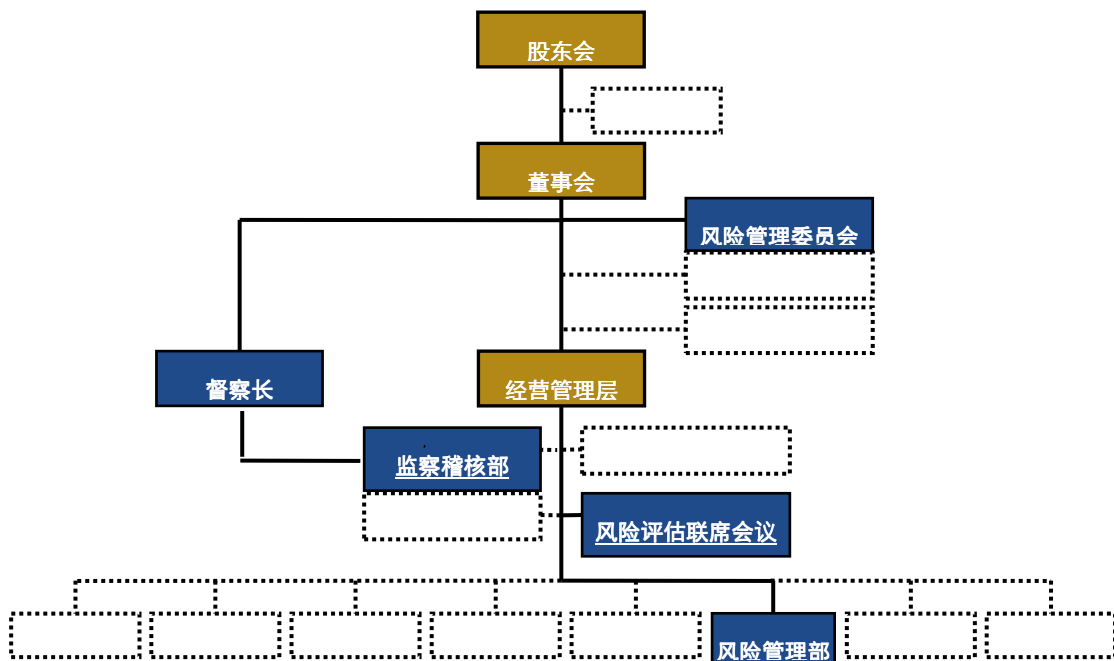 股东会
董事会
风险管理委员会
督察长
经营管理层
监察稽核部
风险评估联席会议
风险管理部